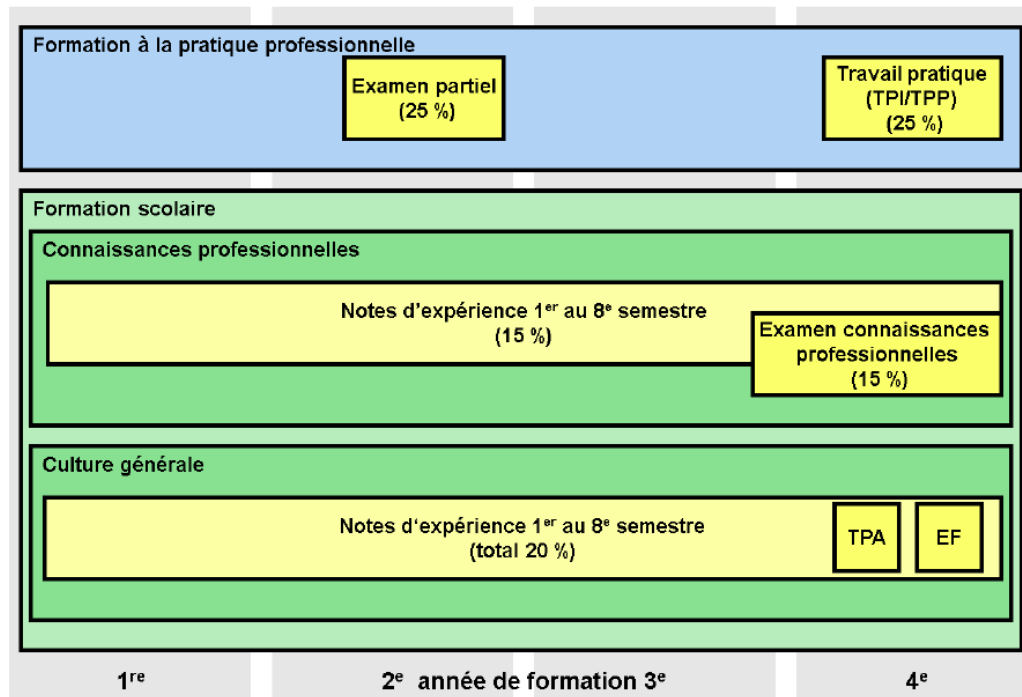 Formation à la pratique professionnelle
Examen partiel
(25 %)
Travail pratique
(TPI/TPP)
(25 %)
Formation scolaire
Connaissances professionnelles
Notes d'expérience 1er au 8e semestre
(15 %)
Examen connaissances
professionnelles
(15 %)
Culture générale
Notes d‘expérience 1er au 8e semestre
(total 20 %)
TPA
EF
1re 2e année de formation 3e 4e